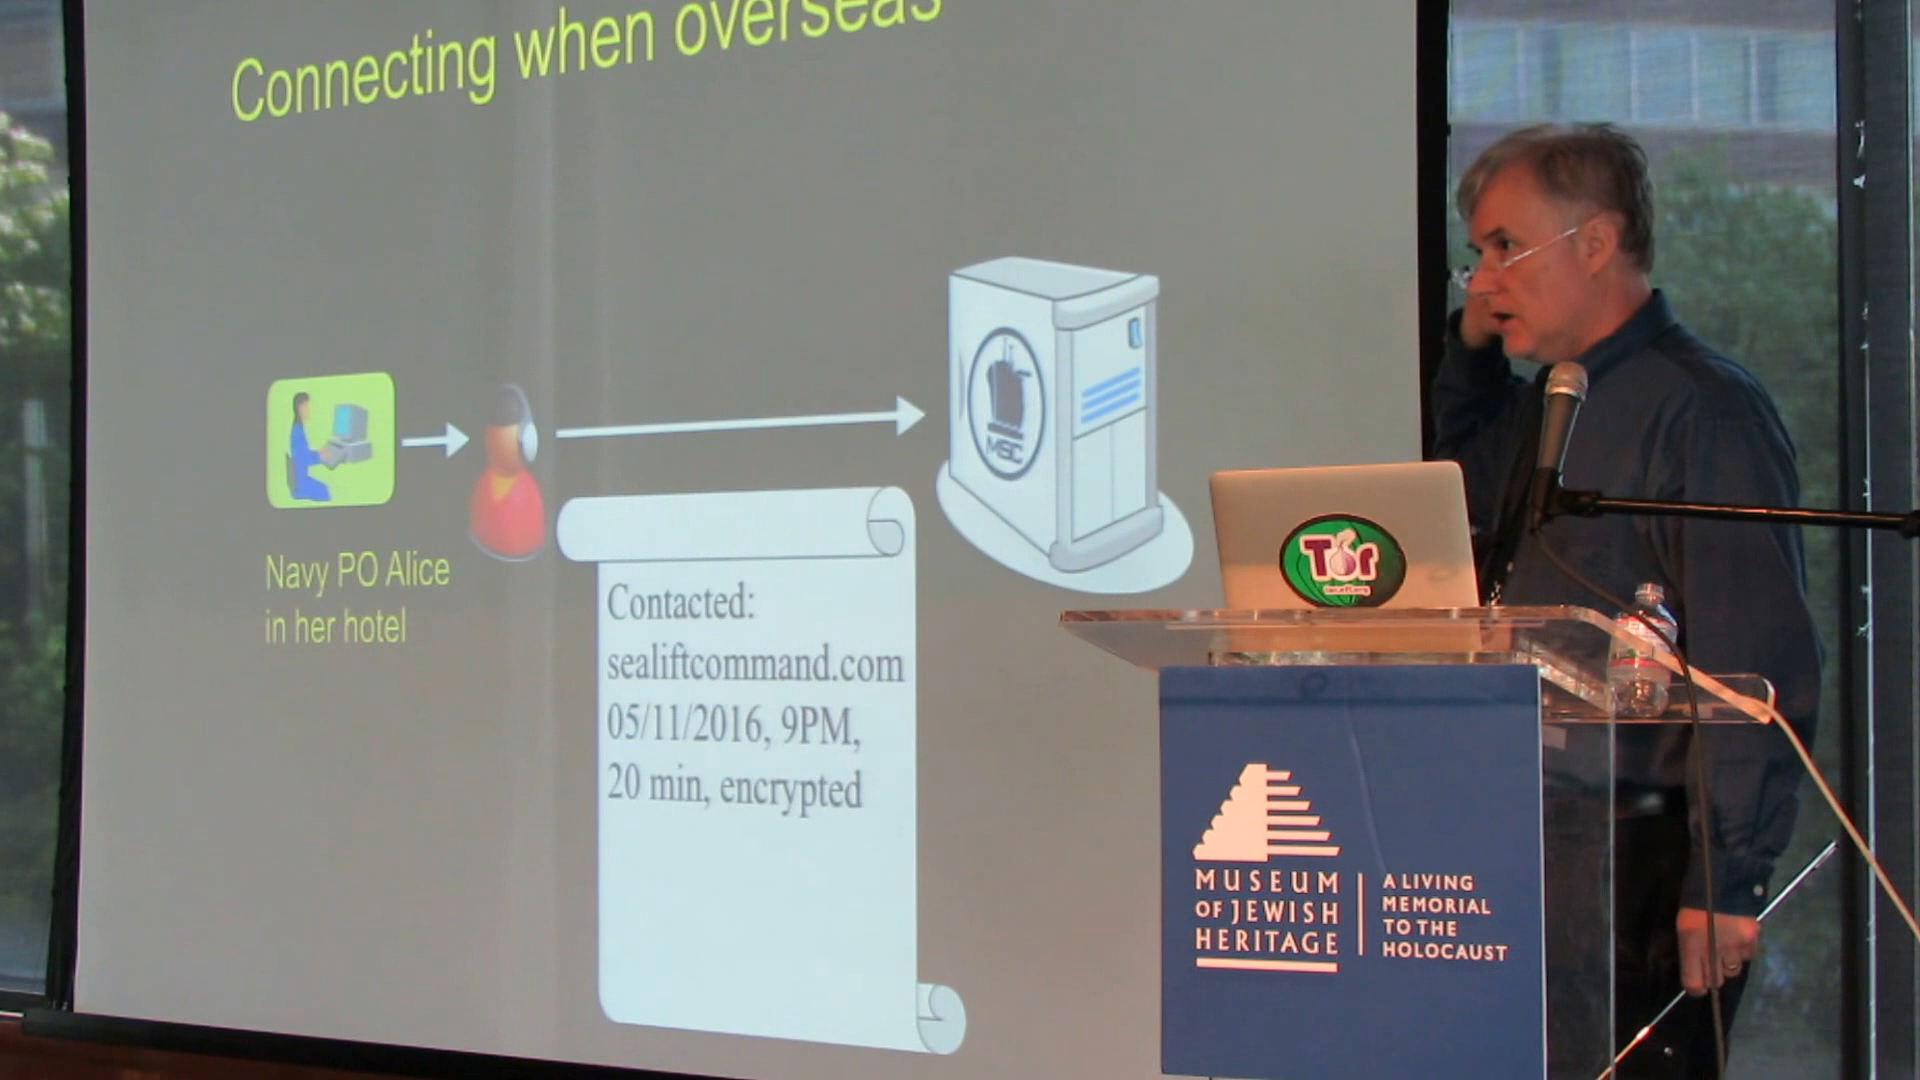 Connecting when overseas
Navy PO Alice
in her hotel
MSC
Contacted:
sealiftcommand.com
05/11/2016, 9PM,
20 min, encrypted
Tor
MUSEUM
OF JEWISH
HERITAGE
A LIVING
MEMORIAL
TO THE
HOLOCAUST